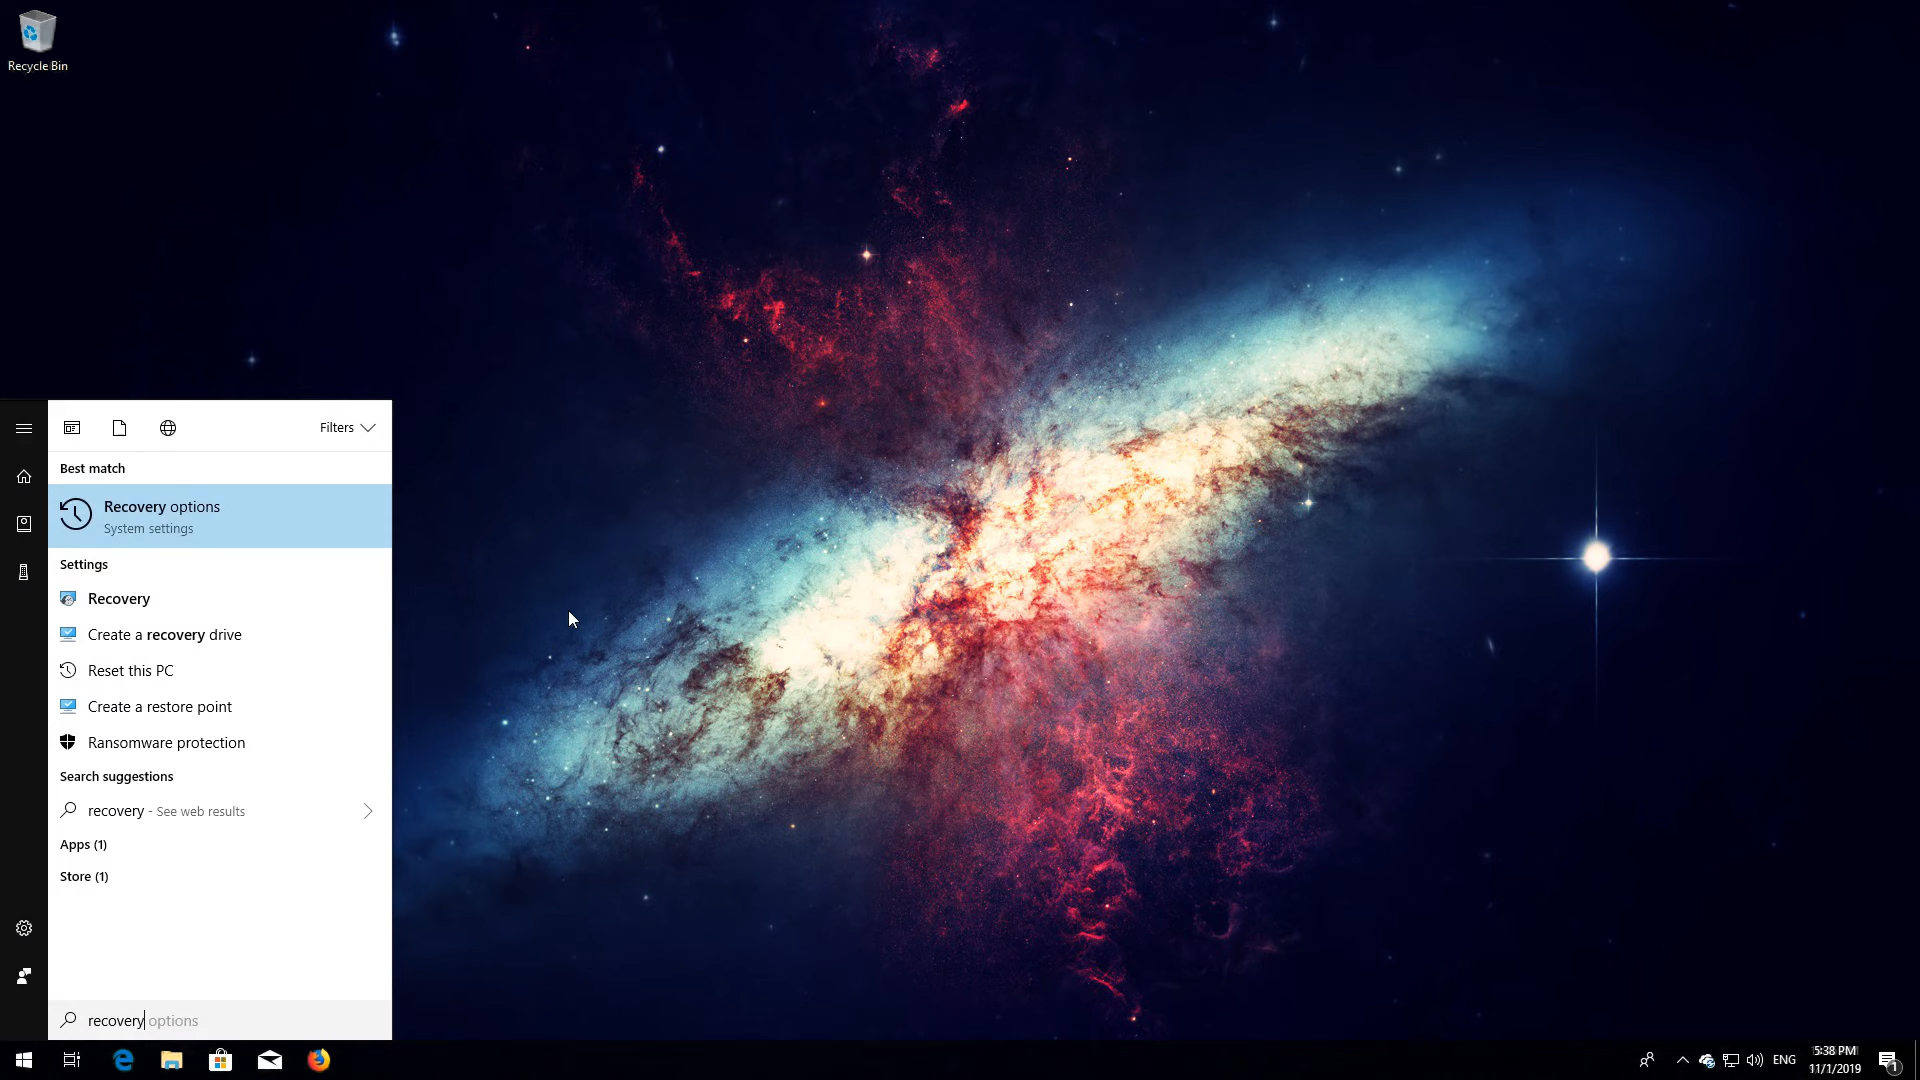 Recycle Bin
Filters
Best match
Recovery options
System settings
Settings
Recovery
Create a recovery drive
Reset this PC
Create a restore point
Ransomware protection
Search suggestions
recovery - See web results
Apps (1)
Store (1)
recovery options
ENG
5:38 PM
11/1/2019
1